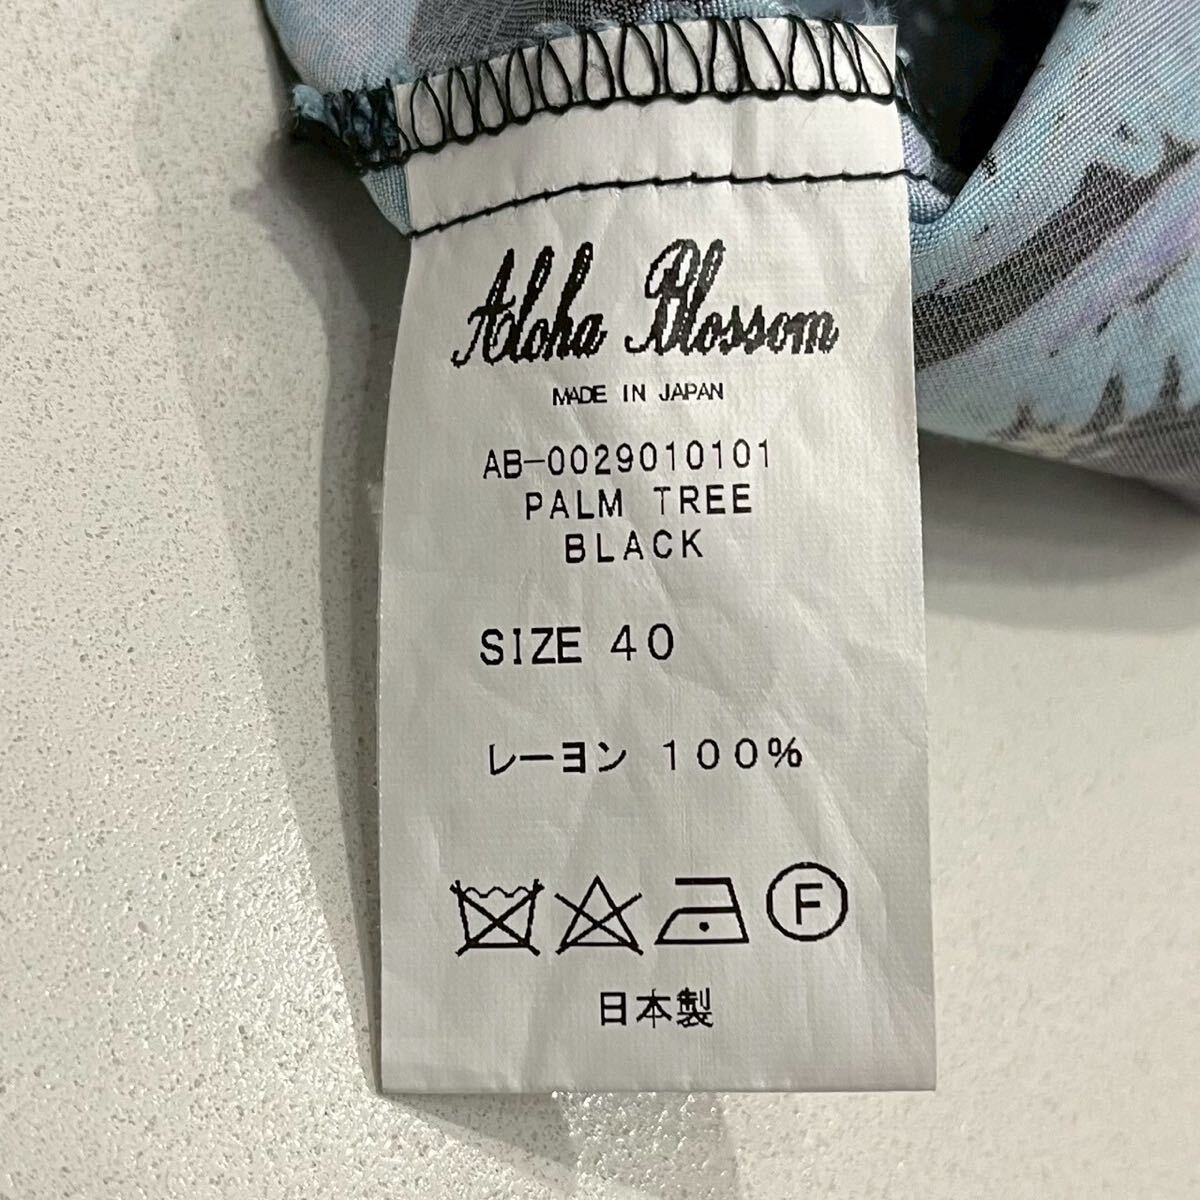 Aloha Blossom
MADE IN JAPAN
AB-0029010101
PALM TREE
BLACK
SIZE 40
レーヨン 100%
F
日本製